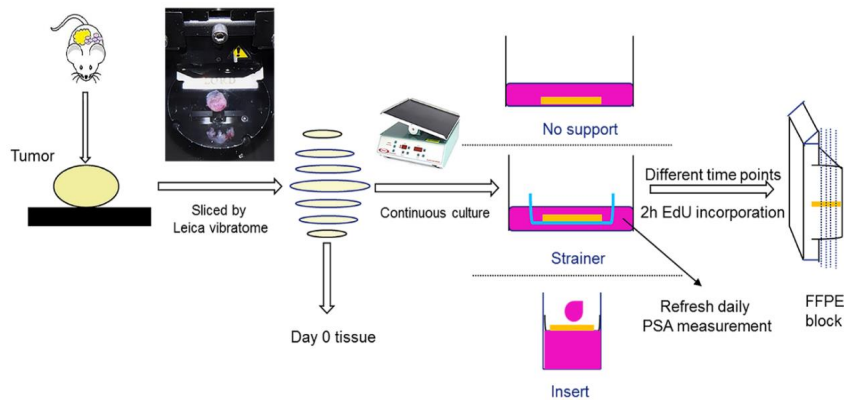 Tumor
Sliced by
Leica vibratome
Day 0 tissue
Continuous culture
No support
Strainer
Insert
Different time points
2h EdU incorporation
Refresh daily
PSA measurement
FFPE
block